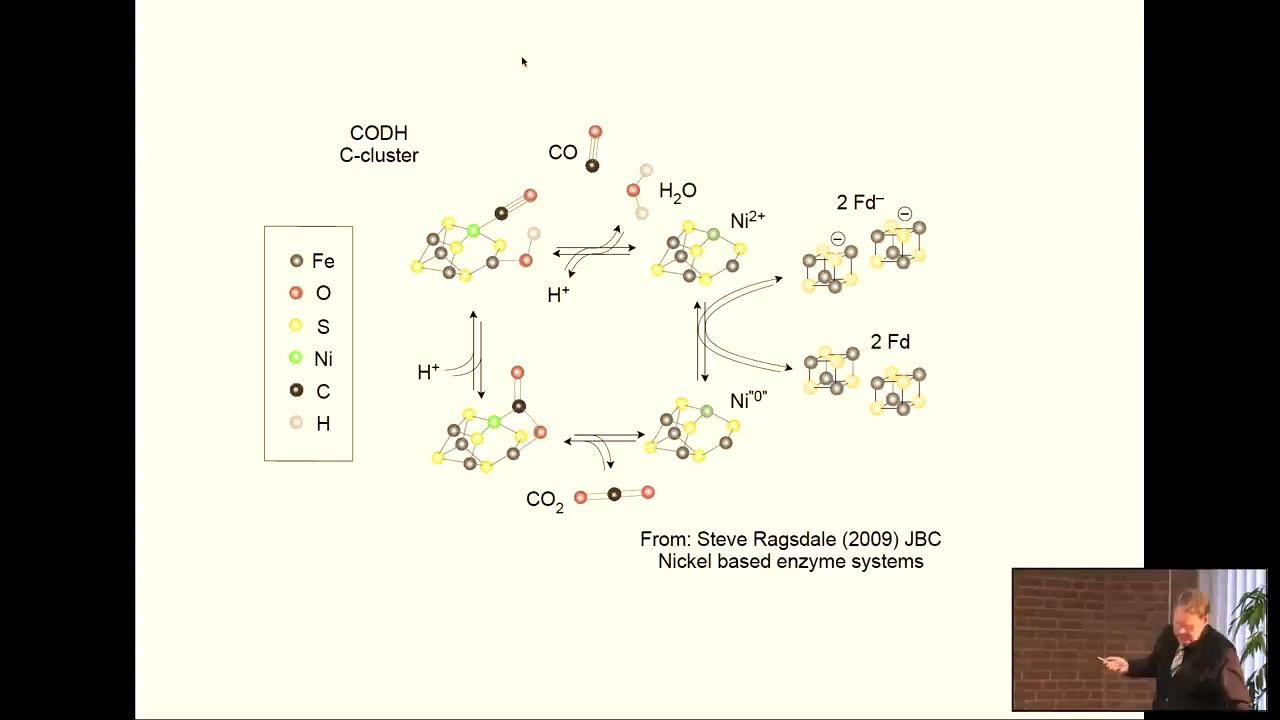 CODH
C-cluster
CO
H2O
Ni2+
2 Fd–
–
–
H+
Fe
O
S
Ni
C
H
H+
2 Fd
Ni"0"
CO2
From: Steve Ragsdale (2009) JBC
Nickel based enzyme systems